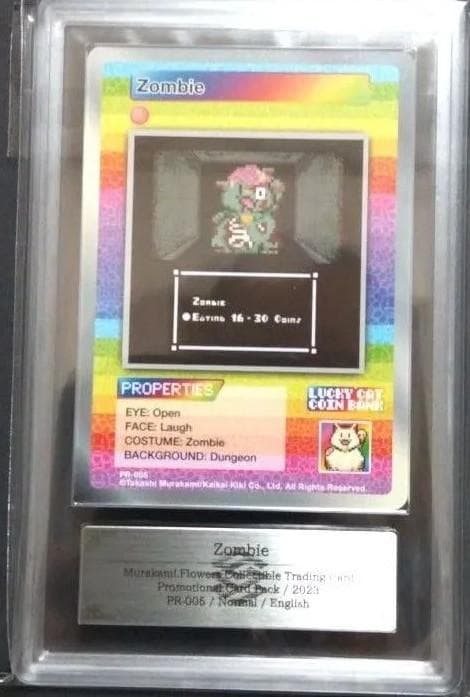 Zombie
Zombie
Eating 16 - 30 Coins
PROPERTIES
LUCKY CAT
COIN BANK
EYE: Open
FACE: Laugh
COSTUME: Zombie
BACKGROUND: Dungeon
PR-005
©Takashi Murakami/Kaikai Kiki Co., Ltd. All Rights Reserved.
Zombie
Murakami.Flowers Collectible Trading Card
Promotional Card Pack / 2023
PR-005 / Normal / English